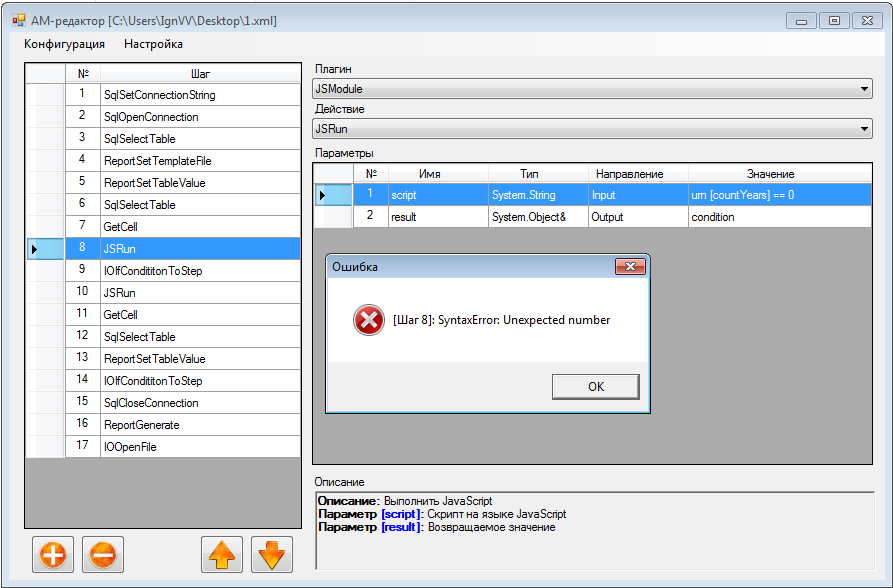 АМ-редактор [C:\Users\IgnVV\Desktop\1.xml]
Конфигурация Настройка
№ Шаг
1 SqlSetConnectionString
2 SqlOpenConnection
3 SqlSelectTable
4 ReportSetTemplateFile
5 ReportSetTableValue
6 SqlSelectTable
7 GetCell
8 JSRun
9 IOIfCondititonToStep
10 JSRun
11 GetCell
12 SqlSelectTable
13 ReportSetTableValue
14 IOIfCondititonToStep
15 SqlCloseConnection
16 ReportGenerate
17 IOOpenFile
Плагин
JSModule
Действие
JSRun
Параметры
№ Имя Тип Направление Значение
1 script System.String Input urn [countYears] == 0
2 result System.Object& Output condition
Ошибка
[Шаг 8]: SyntaxError: Unexpected number
OK
Описание
Описание: Выполнить JavaScript
Параметр [script]: Скрипт на языке JavaScript
Параметр [result]: Возвращаемое значение